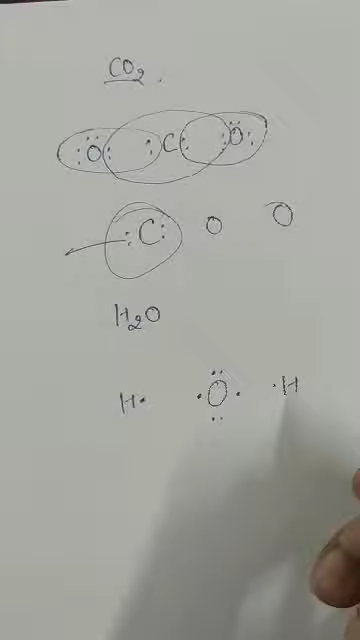 CO₂.
:Ö: :C: :Ö:
:C: O O
H₂O
H· ·Ö· ·H